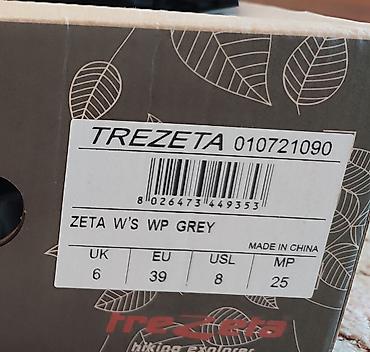 TREZETA 010721090
8 026473 449353
ZETA W'S WP GREY
MADE IN CHINA
UK EU USL MP
6 39 8 25
trezeta
hiking explorer